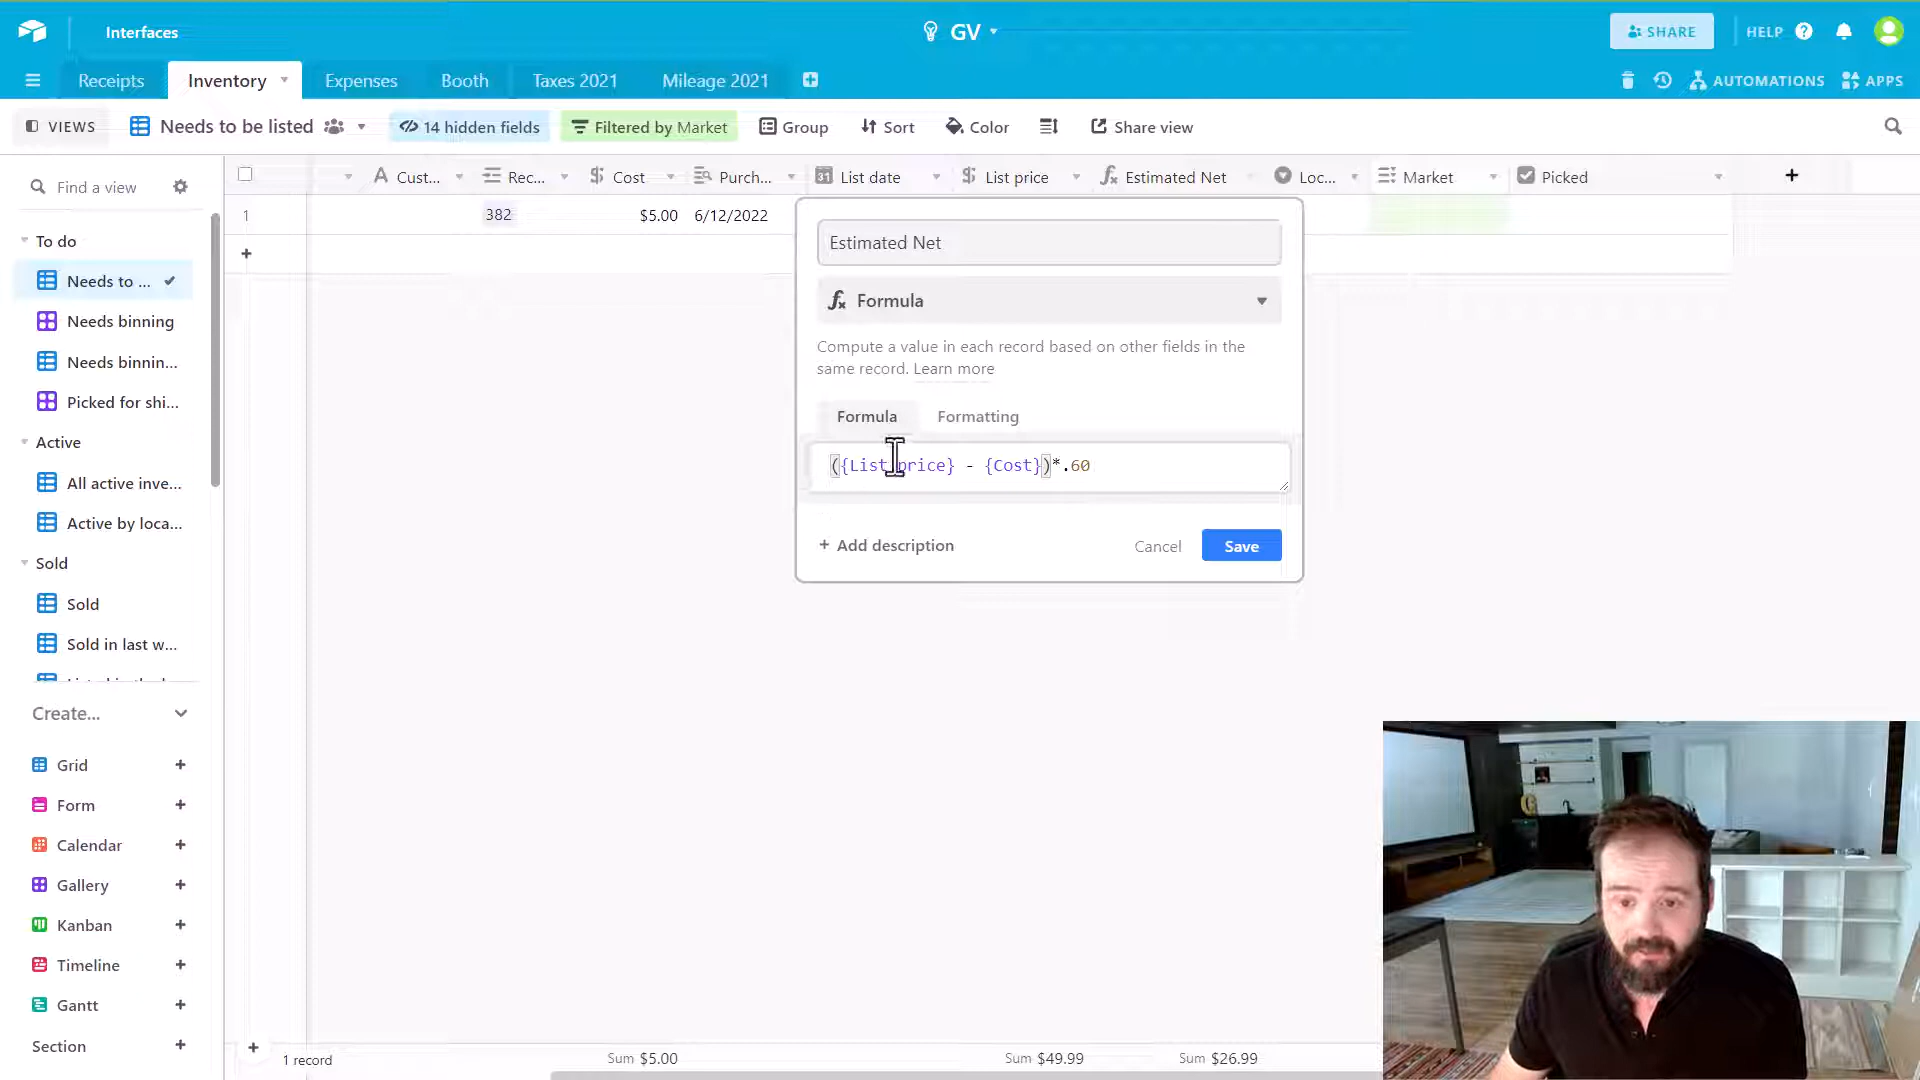 Interfaces
GV
SHARE
HELP
Receipts
Inventory
Expenses
Booth
Taxes 2021
Mileage 2021
AUTOMATIONS
APPS
VIEWS
Needs to be listed
14 hidden fields
Filtered by Market
Group
Sort
Color
Share view
Find a view
Cust...
Rec...
Cost
Purch...
List date
List price
Estimated Net
Loc...
Market
Picked
1
382
$5.00
6/12/2022
To do
Needs to ...
Needs binning
Needs binnin...
Picked for shi...
Active
All active inve...
Active by loca...
Sold
Sold
Sold in last w...
Estimated Net
Formula
Compute a value in each record based on other fields in the
same record. Learn more
Formula
Formatting
({List price} - {Cost})*.60
+ Add description
Cancel
Save
Create...
Grid
Form
Calendar
Gallery
Kanban
Timeline
Gantt
Section
1 record
Sum $5.00
Sum $49.99
Sum $26.99